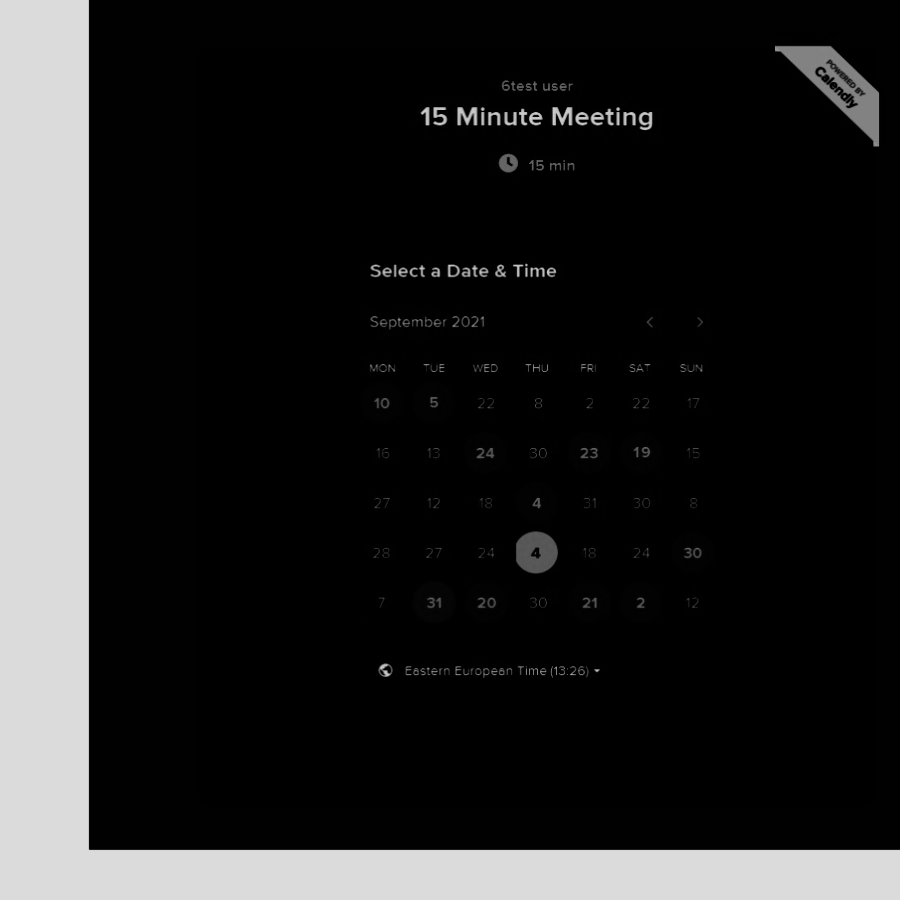 POWERED BY
Calendly
6test user
15 Minute Meeting
15 min
Select a Date & Time
September 2021
MON TUE WED THU FRI SAT SUN
10 5 22 8 2 22 17
16 13 24 30 23 19 15
27 12 18 4 31 30 8
28 27 24 4 18 24 30
7 31 20 30 21 2 12
Eastern European Time (13:26)